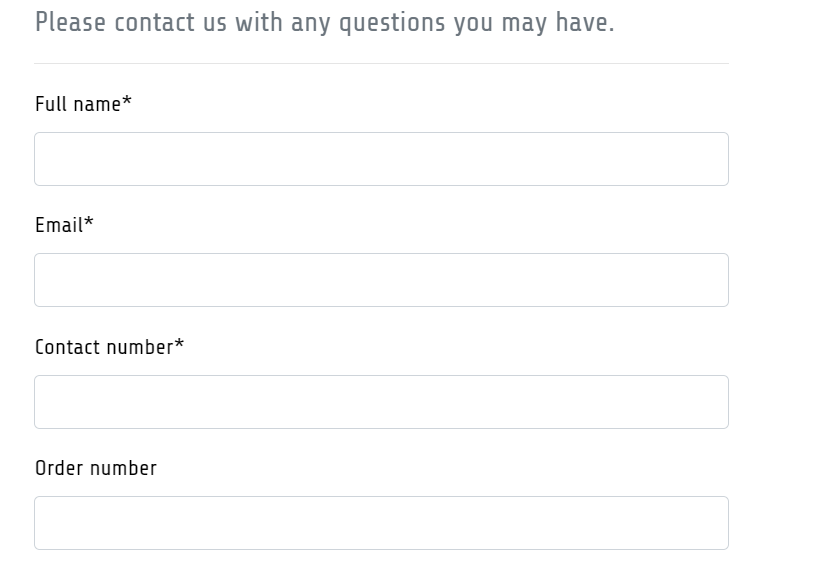 Please contact us with any questions you may have.
Full name*
Email*
Contact number*
Order number